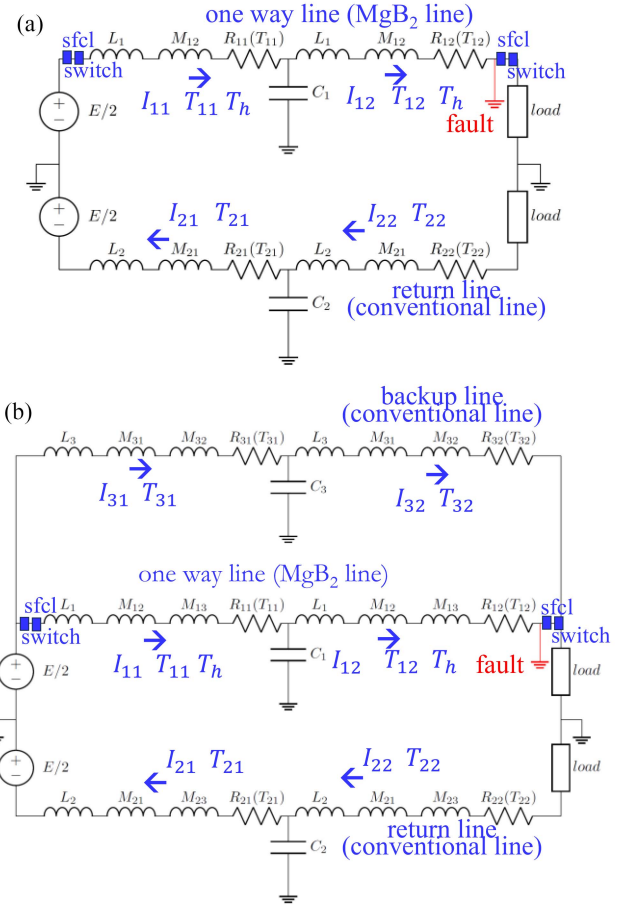 (a)
one way line (MgB₂ line)
sfcl
switch
L₁ M₁₂ R₁₁(T₁₁) L₁ M₁₂ R₁₂(T₁₂)
sfcl
switch
I₁₁ T₁₁ T_h
C₁
I₁₂ T₁₂ T_h
fault
+
−
E/2
load
+
−
E/2
load
I₂₁ T₂₁
I₂₂ T₂₂
L₂ M₂₁ R₂₁(T₂₁) L₂ M₂₁ R₂₂(T₂₂)
C₂
return line
(conventional line)
(b)
backup line
(conventional line)
L₃ M₃₁ M₃₂ R₃₁(T₃₁) L₃ M₃₁ M₃₂ R₃₂(T₃₂)
I₃₁ T₃₁
C₃
I₃₂ T₃₂
one way line (MgB₂ line)
sfcl
switch
L₁ M₁₂ M₁₃ R₁₁(T₁₁) L₁ M₁₂ M₁₃ R₁₂(T₁₂)
sfcl
switch
I₁₁ T₁₁ T_h
C₁
I₁₂ T₁₂ T_h
fault
+
−
E/2
load
+
−
E/2
load
I₂₁ T₂₁
I₂₂ T₂₂
L₂ M₂₁ M₂₃ R₂₁(T₂₁) L₂ M₂₁ M₂₃ R₂₂(T₂₂)
C₂
return line
(conventional line)